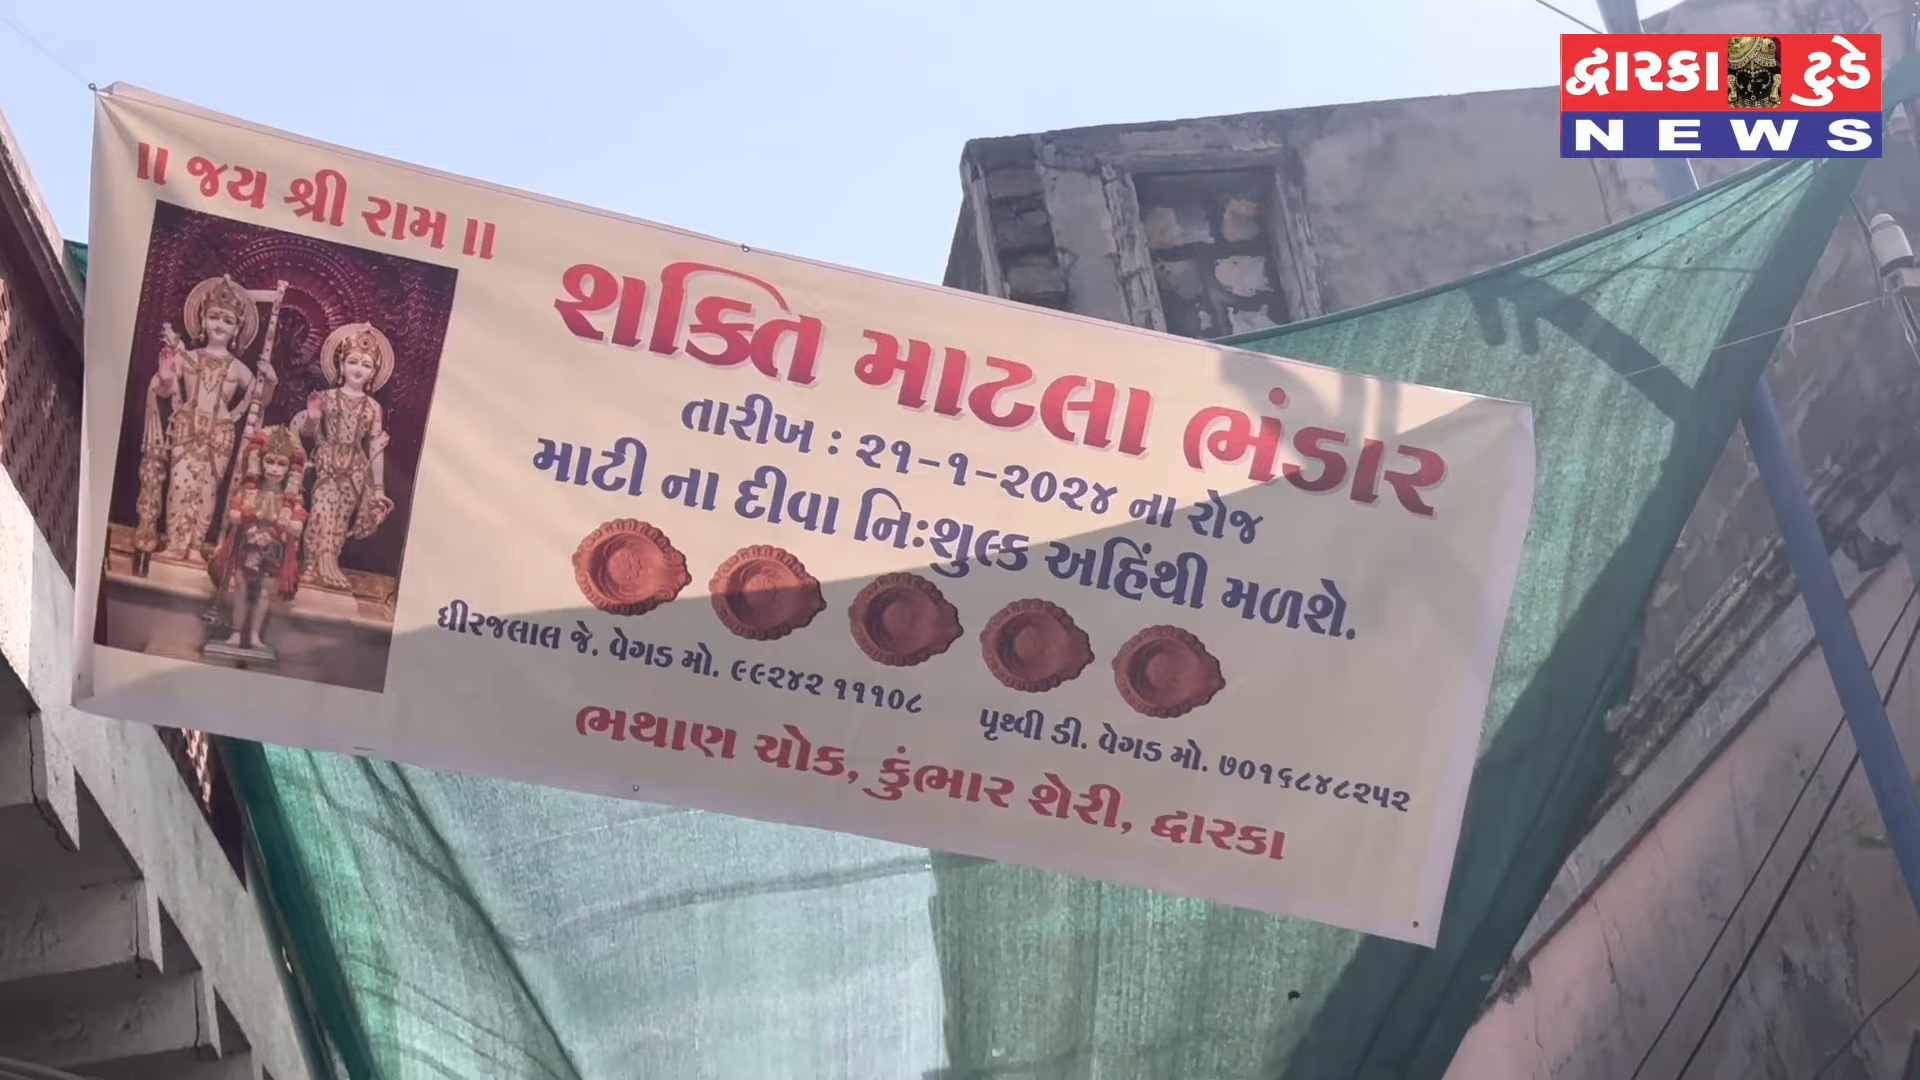 ॥ જય શ્રી રામ ॥
શક્તિ માટલા ભંડાર
તારીખ : ૨૧-૧-૨૦૨૪ ના રોજ
માટી ના દીવા નિઃશુલ્ક અહિંથી મળશે.
ધીરજલાલ જે. વેગડ મો. ૯૯૨૪૨ ૧૧૧૦૮
પૃથ્વી ડી. વેગડ મો. ૭૦૧૬૮૪૮૨૫૨
ભથાણ ચોક, કુંભાર શેરી, દ્વારકા
દ્વારકા ટુડે
NEWS